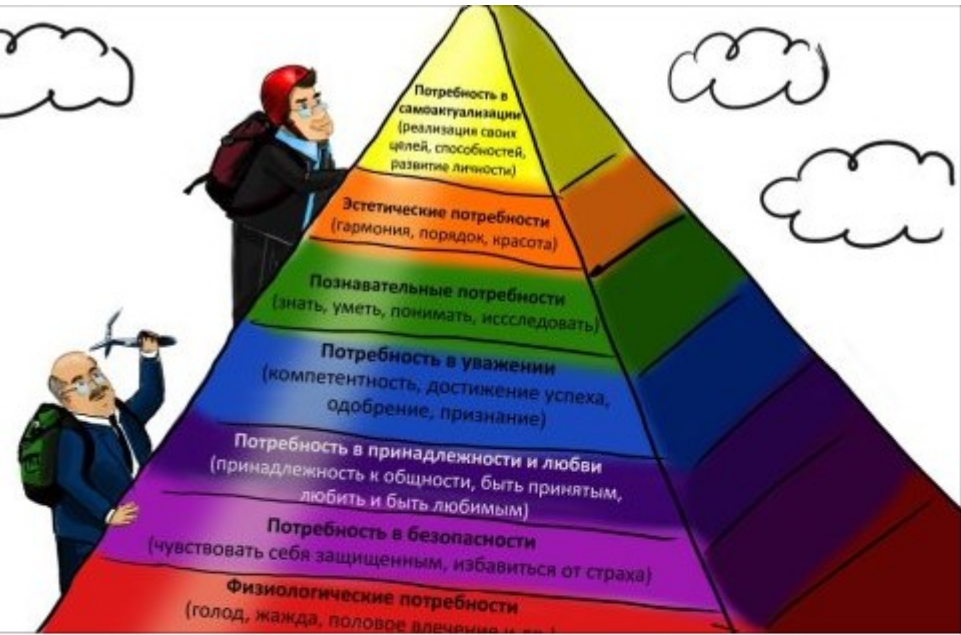 Потребность в
самоактуализации
(реализация своих
целей, способностей,
развитие личности)
Эстетические потребности
(гармония, порядок, красота)
Познавательные потребности
(знать, уметь, понимать, иссследовать)
Потребность в уважении
(компетентность, достижение успеха,
одобрение, признание)
Потребность в принадлежности и любви
(принадлежность к общности, быть принятым,
любить и быть любимым)
Потребность в безопасности
(чувствовать себя защищенным, избавиться от страха)
Физиологические потребности
(голод, жажда, половое влечение и др.)